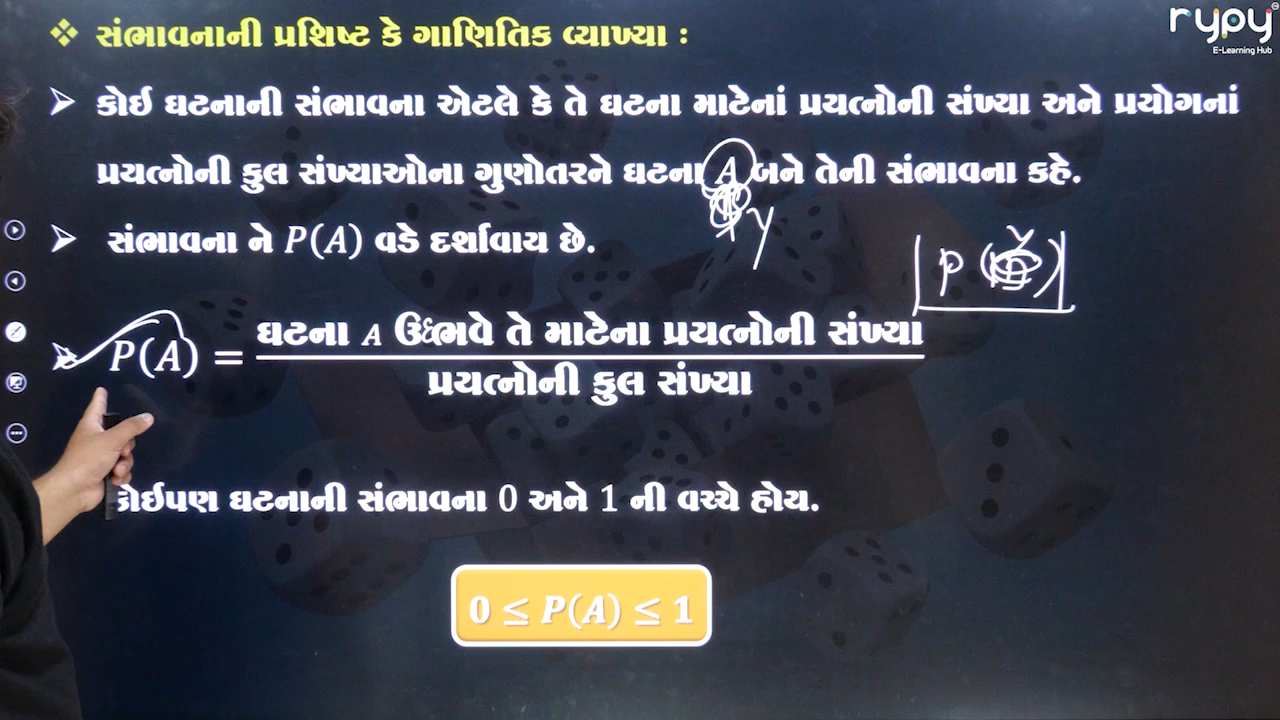 rypy
E-Learning Hub
સંભાવનાની પ્રશિષ્ટ કે ગાણિતિક વ્યાખ્યા :
કોઈ ઘટનાની સંભાવના એટલે કે તે ઘટના માટેનાં પ્રયત્નોની સંખ્યા અને પ્રયોગનાં
પ્રયત્નોની કુલ સંખ્યાઓના ગુણોતરને ઘટના A બને તેની સંભાવના કહે.
y
સંભાવના ને P(A) વડે દર્શાવાય છે.
P(A) = ઘટના A ઉદ્દભવે તે માટેના પ્રયત્નોની સંખ્યા
પ્રયત્નોની કુલ સંખ્યા
કોઈપણ ઘટનાની સંભાવના 0 અને 1 ની વચ્ચે હોય.
0 ≤ P(A) ≤ 1